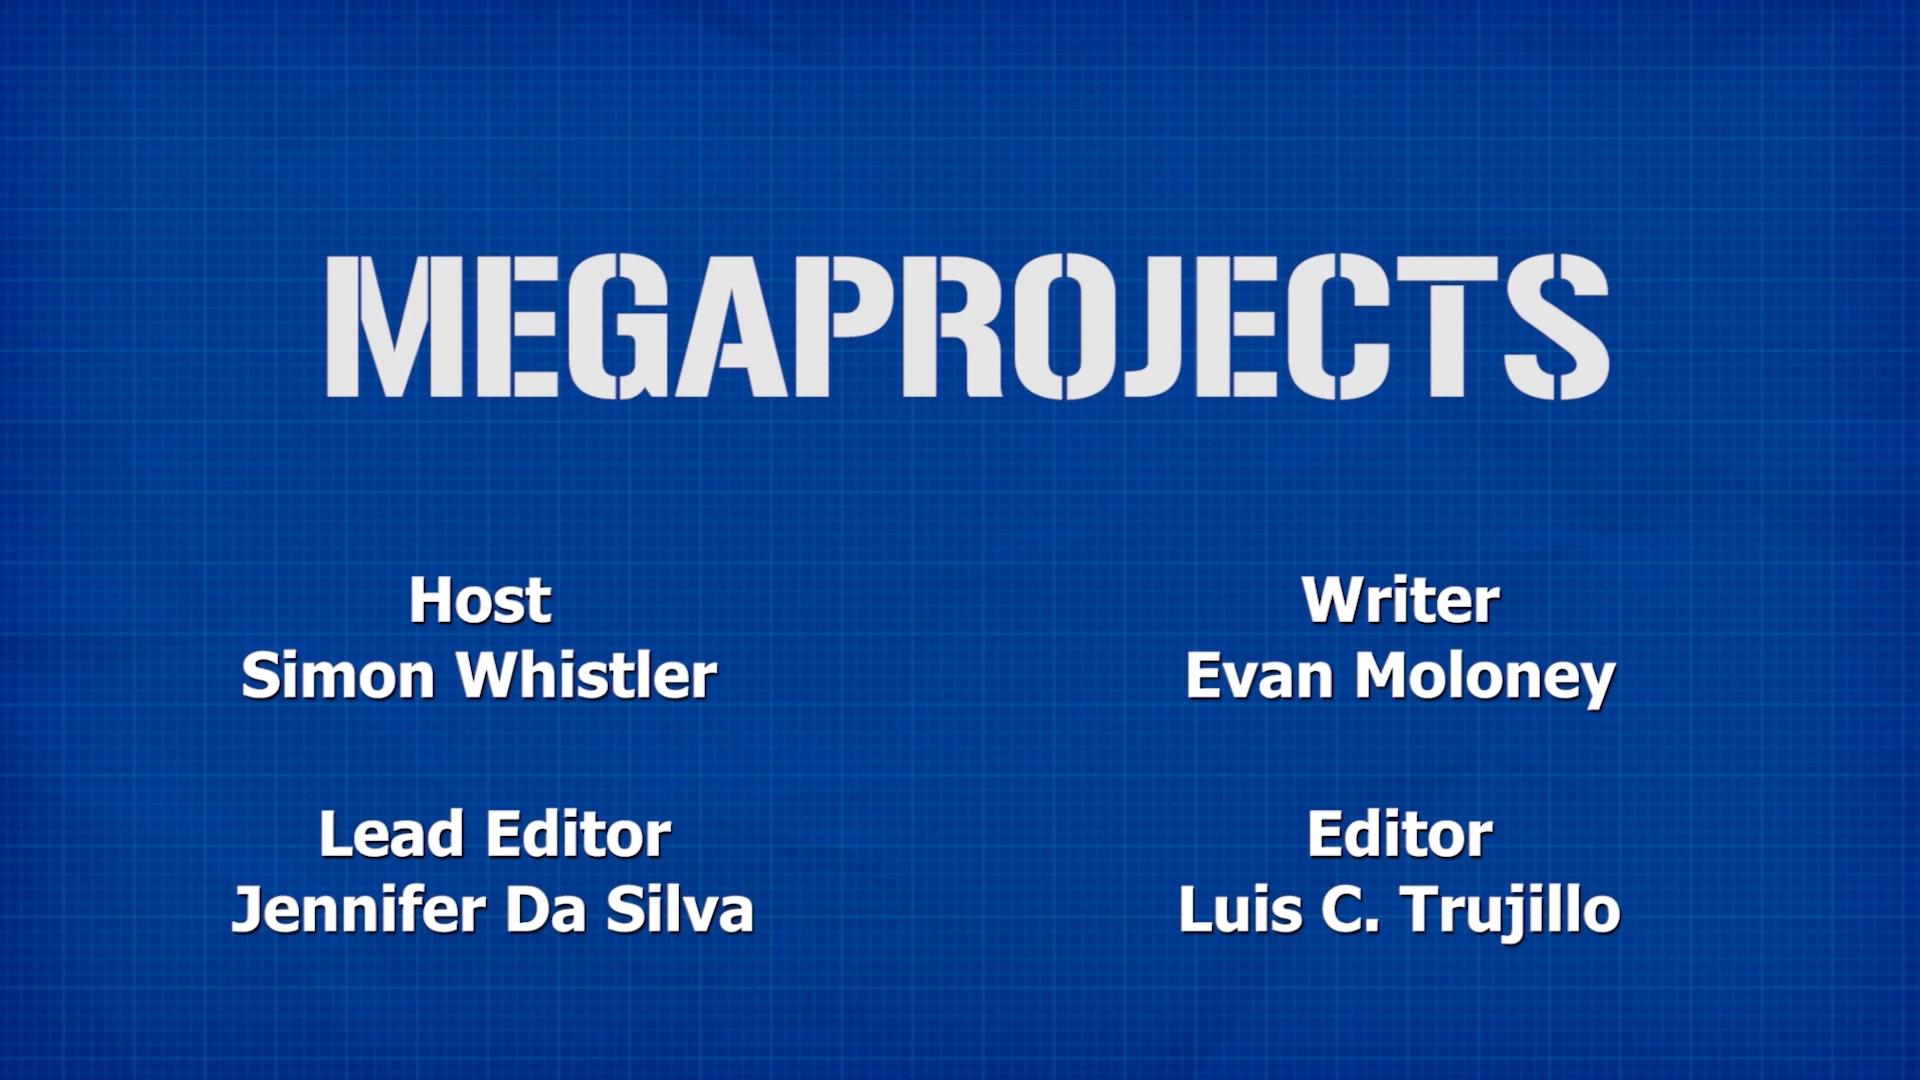 MEGAPROJECTS
Host
Simon Whistler
Writer
Evan Moloney
Lead Editor
Jennifer Da Silva
Editor
Luis C. Trujillo